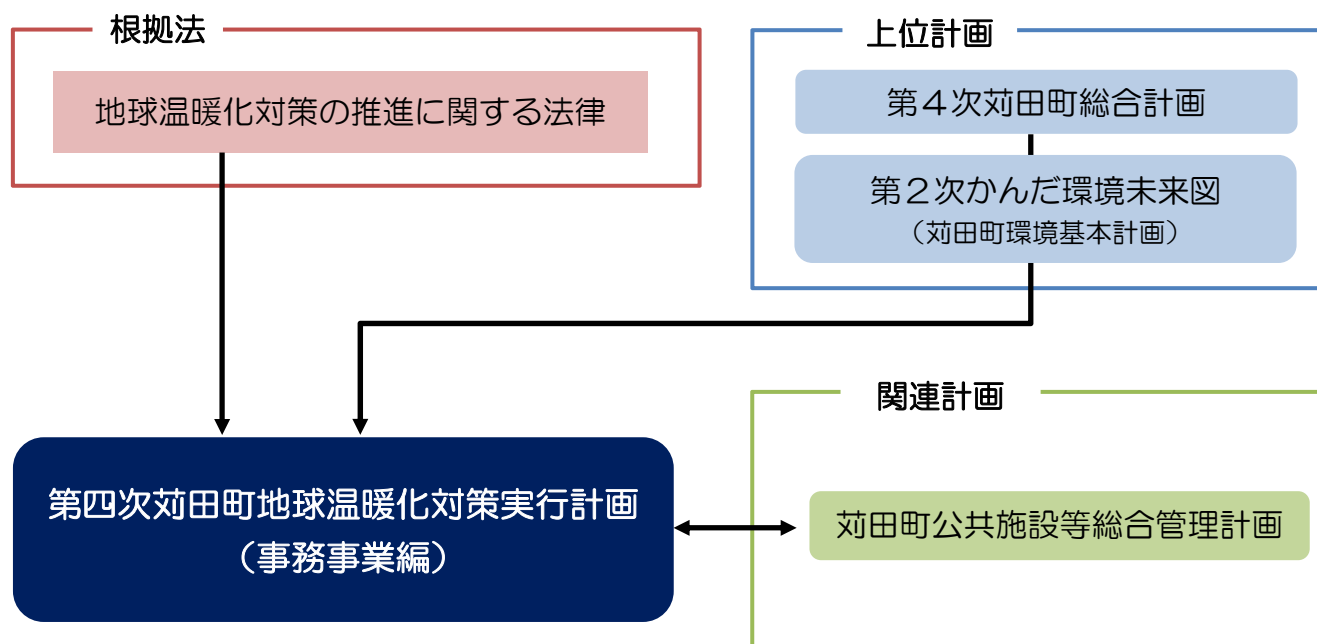 根拠法
地球温暖化対策の推進に関する法律
上位計画
第４次苅田町総合計画
第２次かんだ環境未来図
（苅田町環境基本計画）
関連計画
第四次苅田町地球温暖化対策実行計画
（事務事業編）
苅田町公共施設等総合管理計画